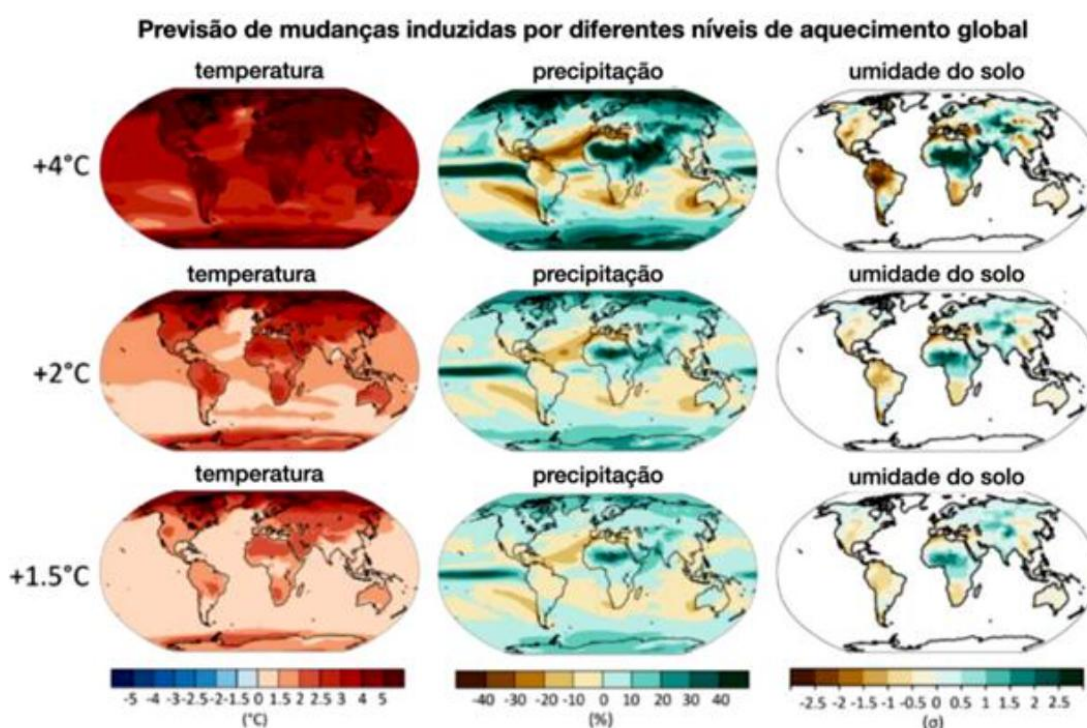 Previsão de mudanças induzidas por diferentes níveis de aquecimento global
temperatura precipitação umidade do solo
+4°C
temperatura precipitação umidade do solo
+2°C
temperatura precipitação umidade do solo
+1.5°C
-5 -4 -3 -2.5 -2 -1.5 0 1.5 2 2.5 3 4 5
(°C)
-40 -30 -20 -10 0 10 20 30 40
(%)
-2.5 -2 -1.5 -1 -0.5 0 0.5 1 1.5 2 2.5
(σ)